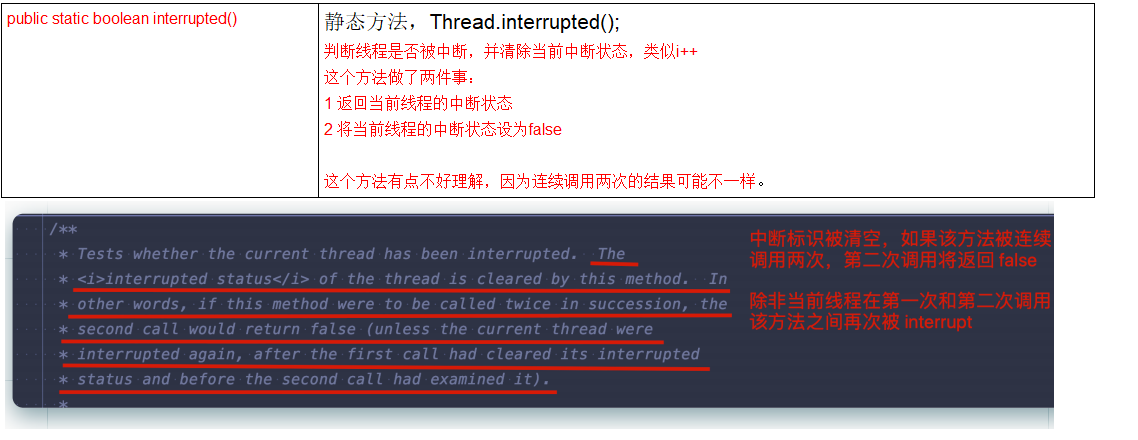 public static boolean interrupted()
静态方法，Thread.interrupted();
判断线程是否被中断，并清除当前中断状态，类似i++
这个方法做了两件事：
1 返回当前线程的中断状态
2 将当前线程的中断状态设为false
这个方法有点不好理解，因为连续调用两次的结果可能不一样。
/**
* Tests whether the current thread has been interrupted. The
* <i>interrupted status</i> of the thread is cleared by this method. In
* other words, if this method were to be called twice in succession, the
* second call would return false (unless the current thread were
* interrupted again, after the first call had cleared its interrupted
* status and before the second call had examined it).
*
中断标识被清空，如果该方法被连续
调用两次，第二次调用将返回 false
除非当前线程在第一次和第二次调用
该方法之间再次被 interrupt